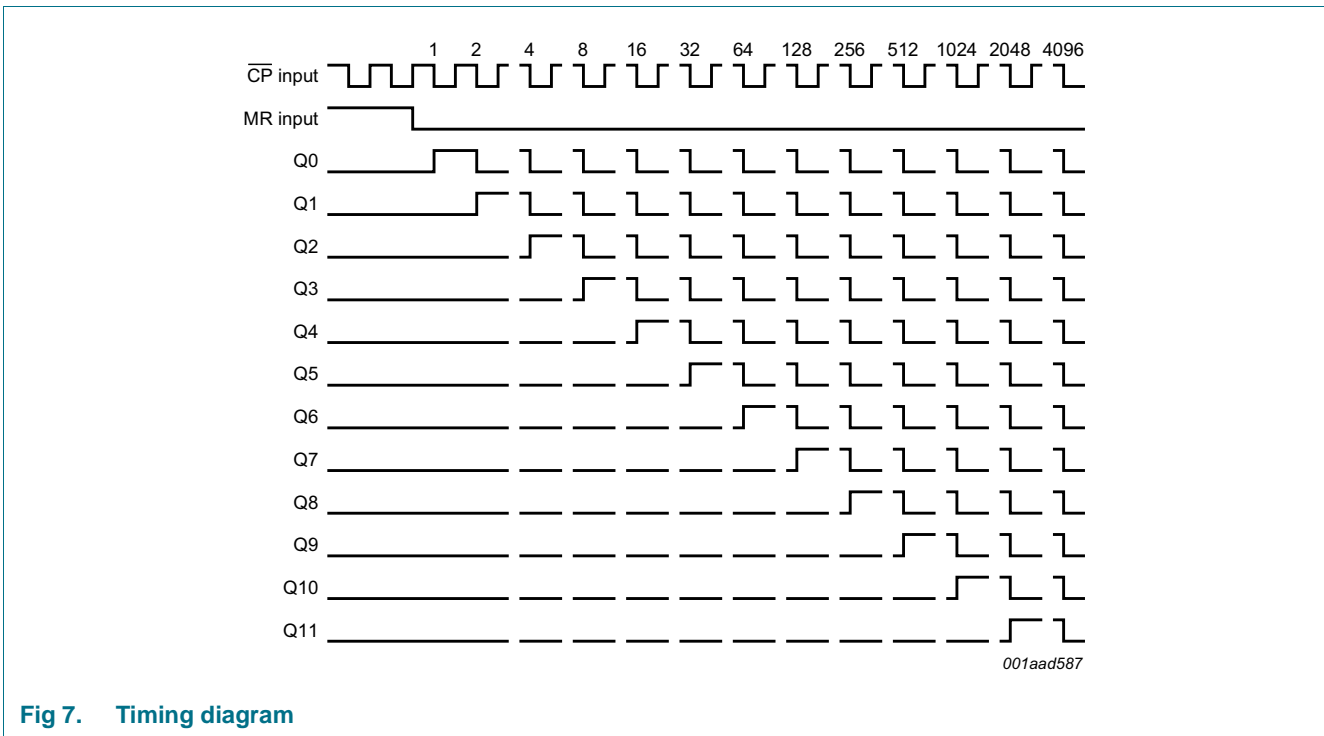 1 2 4 8 16 32 64 128 256 512 1024 2048 4096
CP input
MR input
Q0
Q1
Q2
Q3
Q4
Q5
Q6
Q7
Q8
Q9
Q10
Q11
001aad587
Fig 7. Timing diagram